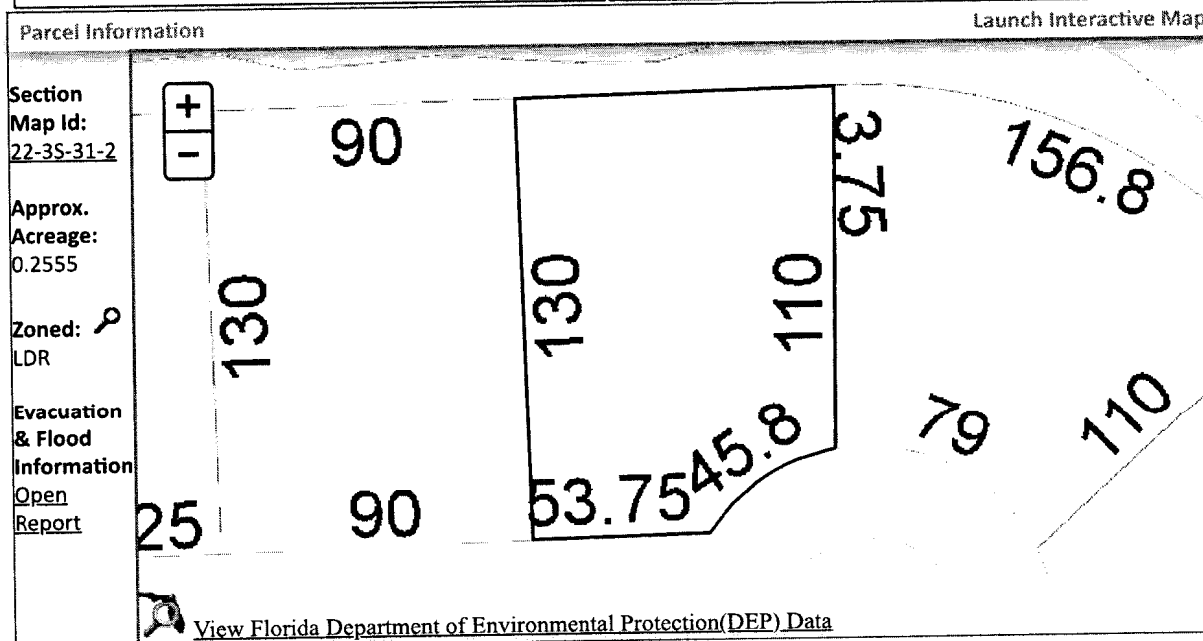 Parcel Information
Launch Interactive Map
Section
Map Id:
22-3S-31-2
Approx.
Acreage:
0.2555
Zoned:
LDR
Evacuation
& Flood
Information
Open
Report
+
−
90
3.75
156.8
130
130
110
79
110
25
90
53.75
45.8
View Florida Department of Environmental Protection(DEP) Data